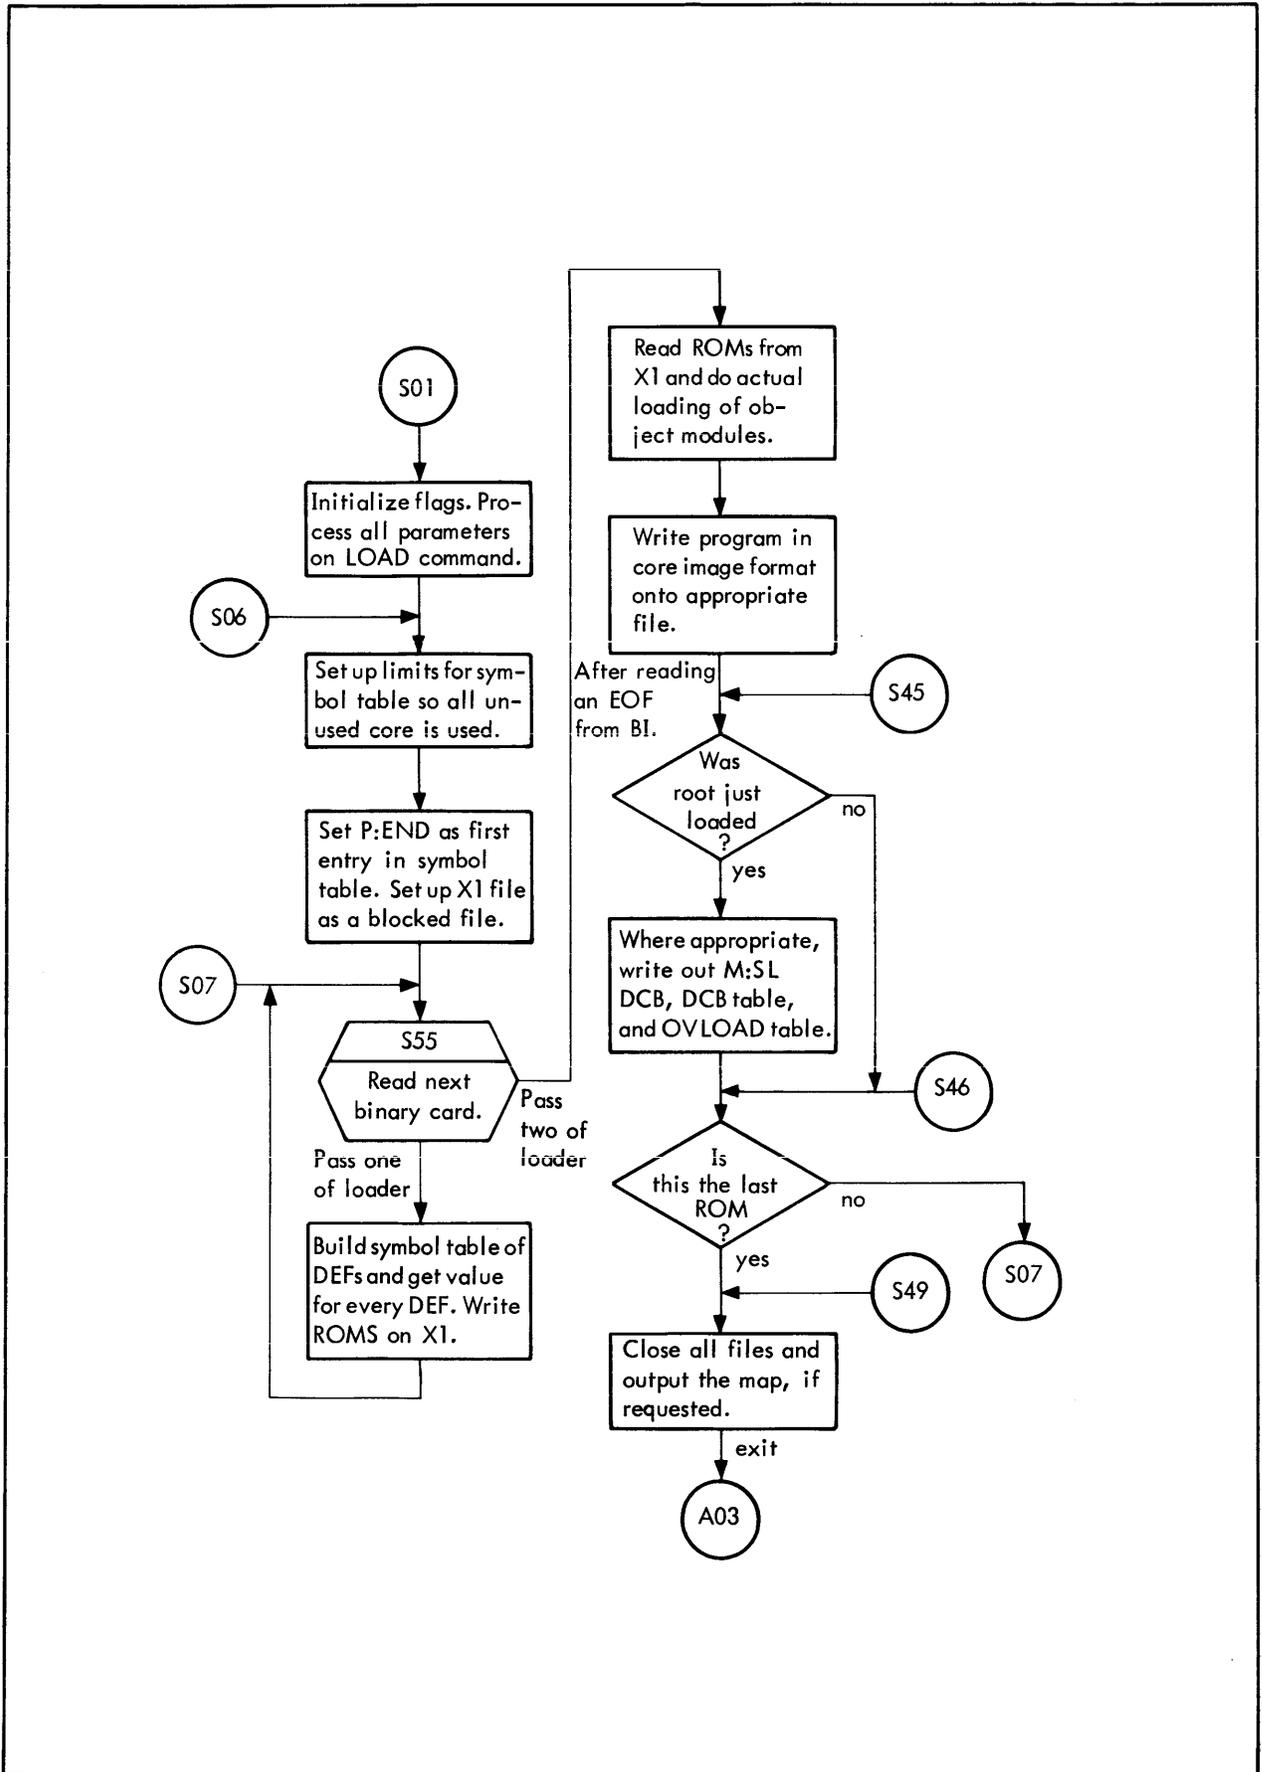 S01
Initialize flags. Pro-
cess all parameters
on LOAD command.
S06
Set up limits for sym-
bol table so all un-
used core is used.
Set P:END as first
entry in symbol
table. Set up X1 file
as a blocked file.
S07
S55
Read next
binary card.
Pass one
of loader
Build symbol table of
DEFs and get value
for every DEF. Write
ROMS on X1.
Pass
two of
loader
After reading
an EOF
from BI.
Read ROMs from
X1 and do actual
loading of ob-
ject modules.
Write program in
core image format
onto appropriate
file.
S45
Was
root just
loaded
?
no
yes
Where appropriate,
write out M:SL
DCB, DCB table,
and OVLOAD table.
S46
Is
this the last
ROM
?
no
S07
yes
S49
Close all files and
output the map, if
requested.
exit
A03